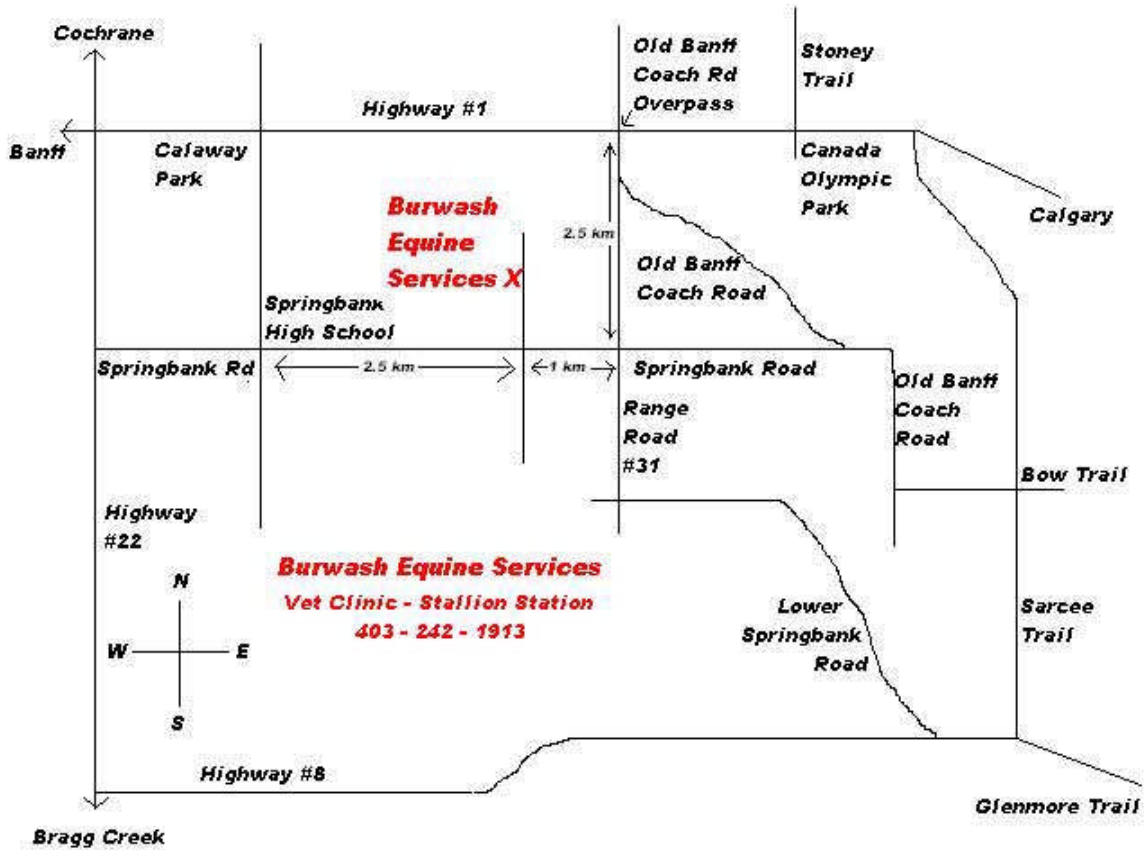 Cochrane
Old Banff
Coach Rd
Overpass
Stoney
Trail
Highway #1
Banff
Calaway
Park
Canada
Olympic
Park
Calgary
Burwash
Equine
Services X
2.5 km
Old Banff
Coach Road
Springbank
High School
Springbank Rd
2.5 km
1 km
Springbank Road
Old Banff
Coach
Road
Range
Road
#31
Bow Trail
Highway
#22
Burwash Equine Services
Vet Clinic - Stallion Station
403 - 242 - 1913
N
W
E
S
Lower
Springbank
Road
Sarcee
Trail
Highway #8
Glenmore Trail
Bragg Creek